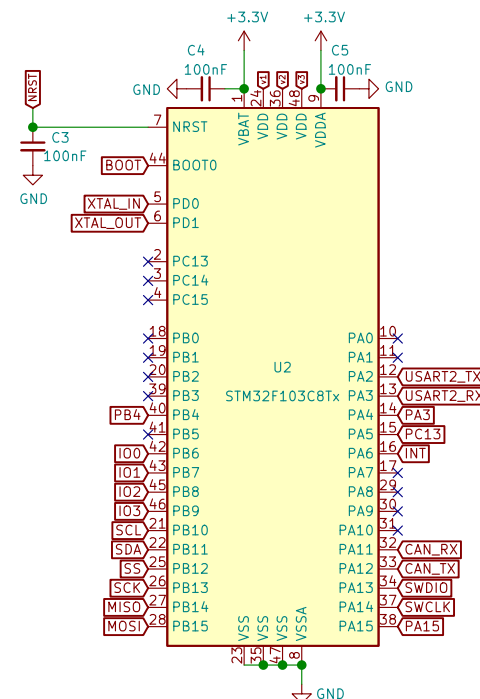 +3.3V +3.3V
C4 C5
100nF 100nF
GND GND
v1 v2 v3
1 24 36 48 9
VBAT VDD VDD VDD VDDA
NRST
7 NRST
C3
100nF
GND
BOOT 44 BOOT0
XTAL_IN 5 PD0
XTAL_OUT 6 PD1
2 PC13
3 PC14
4 PC15
18 PB0 PA0 10
19 PB1 PA1 11
U2
20 PB2 PA2 12 USART2_TX
39 PB3 STM32F103C8Tx PA3 13 USART2_RX
PB4 40 PB4 PA4 14 PA3
41 PB5 PA5 15 PC13
IO0 42 PB6 PA6 16 INT
IO1 43 PB7 PA7 17
IO2 45 PB8 PA8 29
IO3 46 PB9 PA9 30
SCL 21 PB10 PA10 31
SDA 22 PB11 PA11 32 CAN_RX
SS 25 PB12 PA12 33 CAN_TX
SCK 26 PB13 PA13 34 SWDIO
MISO 27 PB14 PA14 37 SWCLK
MOSI 28 PB15 PA15 38 PA15
VSS VSS VSS VSSA
23 35 47 8
GND